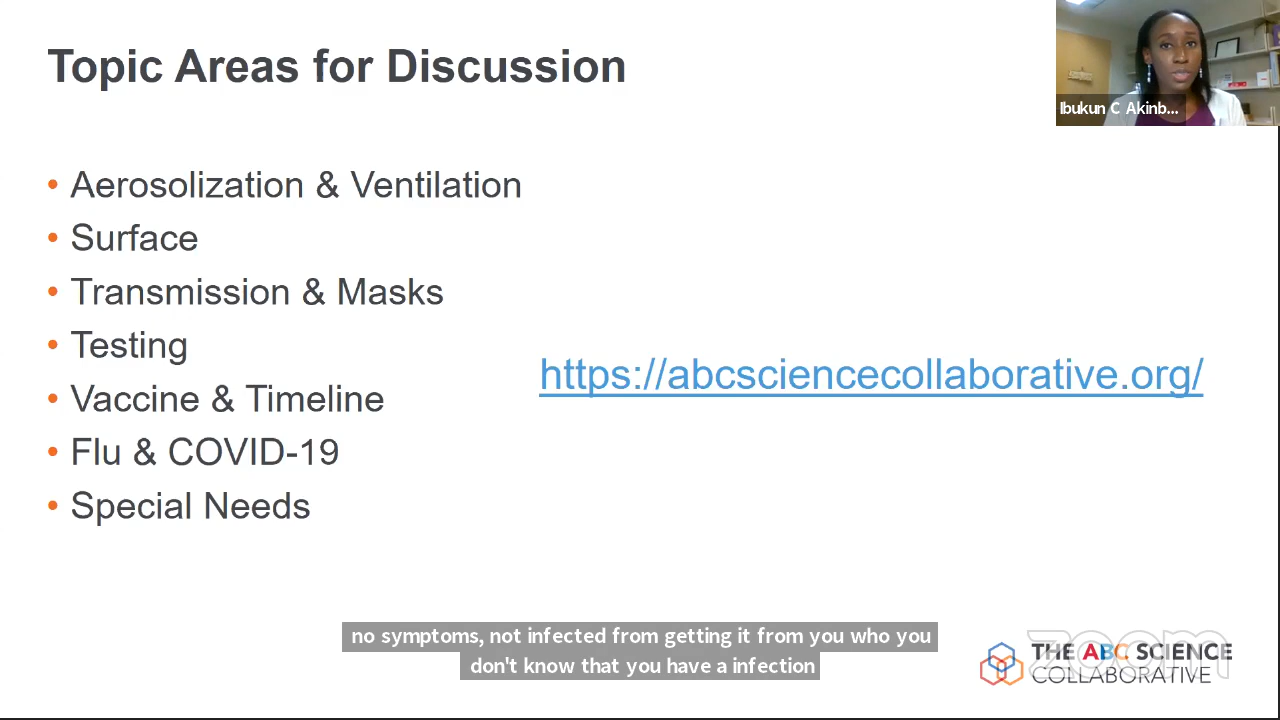 Topic Areas for Discussion
Ibukun C Akinb...
• Aerosolization & Ventilation
• Surface
• Transmission & Masks
• Testing
• Vaccine & Timeline
• Flu & COVID-19
• Special Needs
https://abcsciencecollaborative.org/
no symptoms, not infected from getting it from you who you
don't know that you have a infection
zoom
THE ABC SCIENCE
COLLABORATIVE